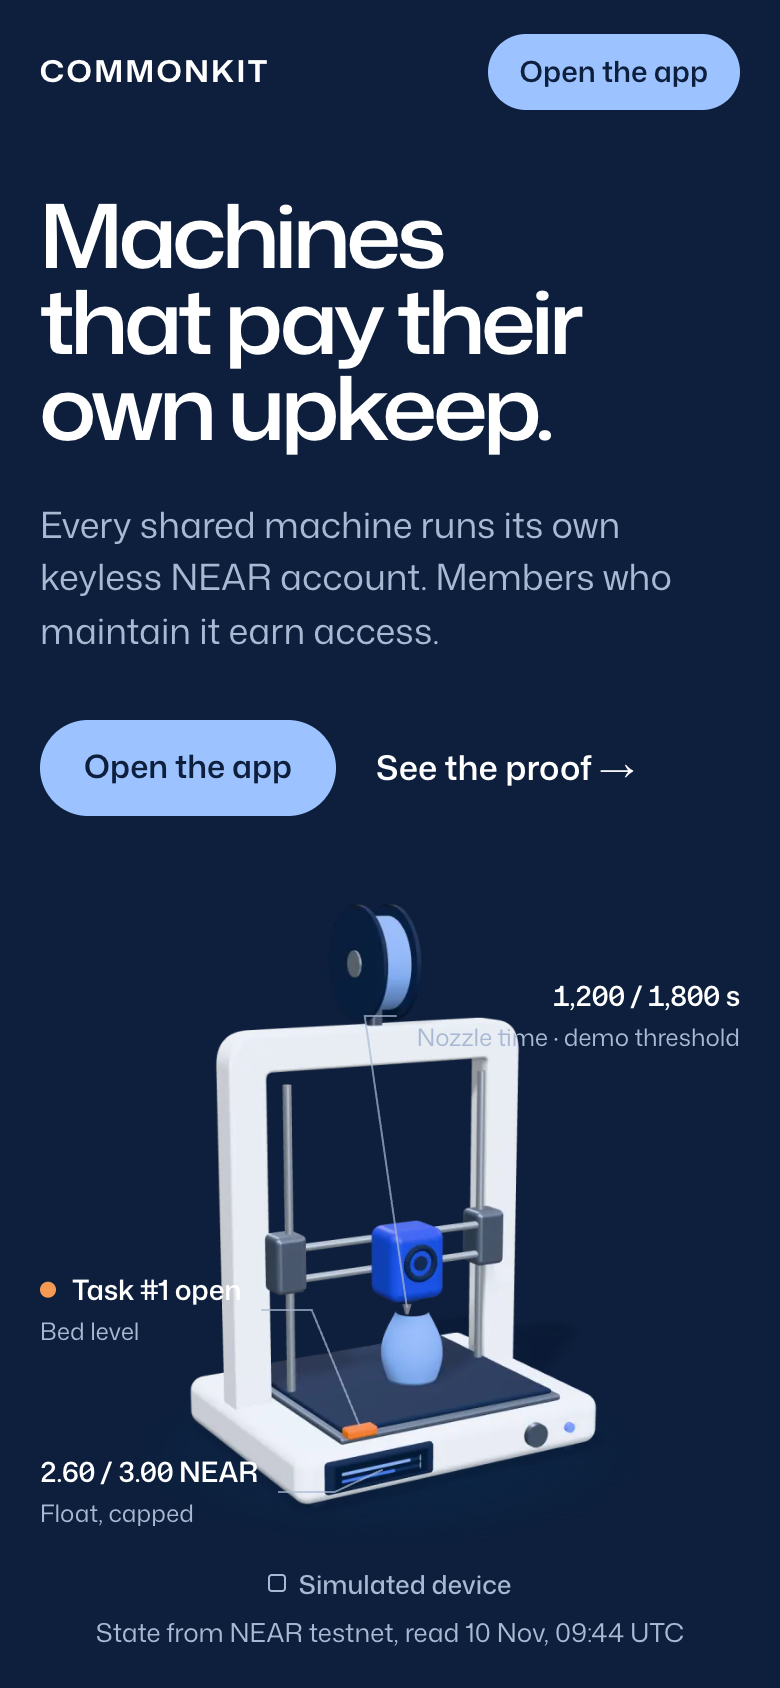 COMMONKIT
Open the app
Machines
that pay their
own upkeep.
Every shared machine runs its own
keyless NEAR account. Members who
maintain it earn access.
Open the app
See the proof →
1,200 / 1,800 s
Nozzle time · demo threshold
Task #1 open
Bed level
2.60 / 3.00 NEAR
Float, capped
Simulated device
State from NEAR testnet, read 10 Nov, 09:44 UTC